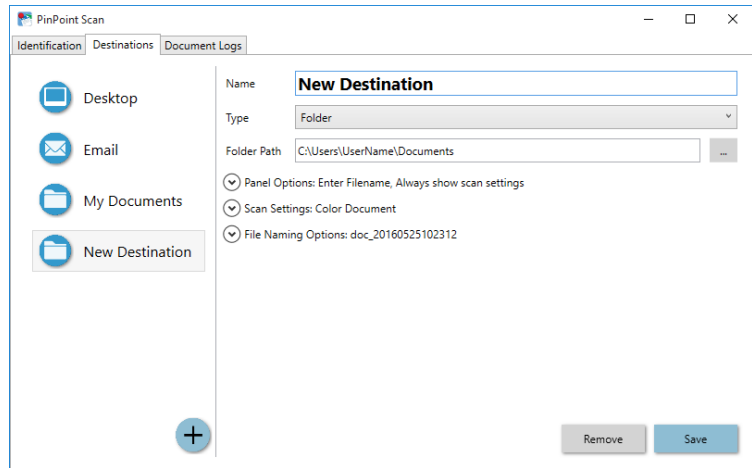 PinPoint Scan
Identification Destinations Document Logs
Desktop
Email
My Documents
New Destination
Name New Destination
Type Folder
Folder Path C:\Users\UserName\Documents ...
Panel Options: Enter Filename, Always show scan settings
Scan Settings: Color Document
File Naming Options: doc_20160525102312
Remove Save